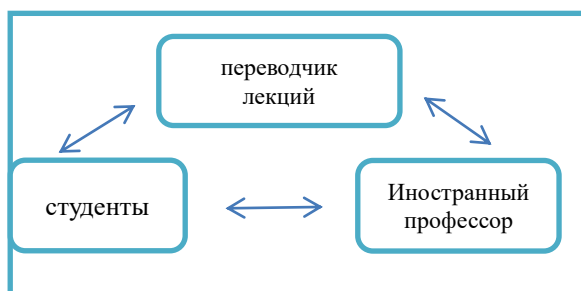 переводчик
лекций
студенты
Иностранный
профессор